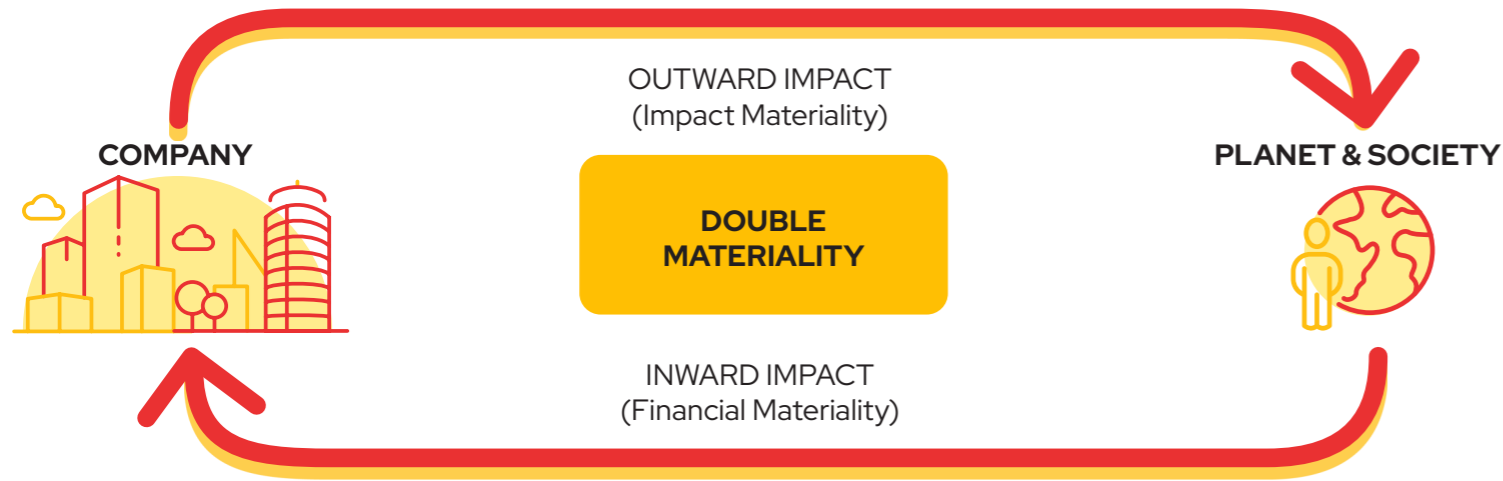 OUTWARD IMPACT
(Impact Materiality)
COMPANY
PLANET & SOCIETY
DOUBLE
MATERIALITY
INWARD IMPACT
(Financial Materiality)